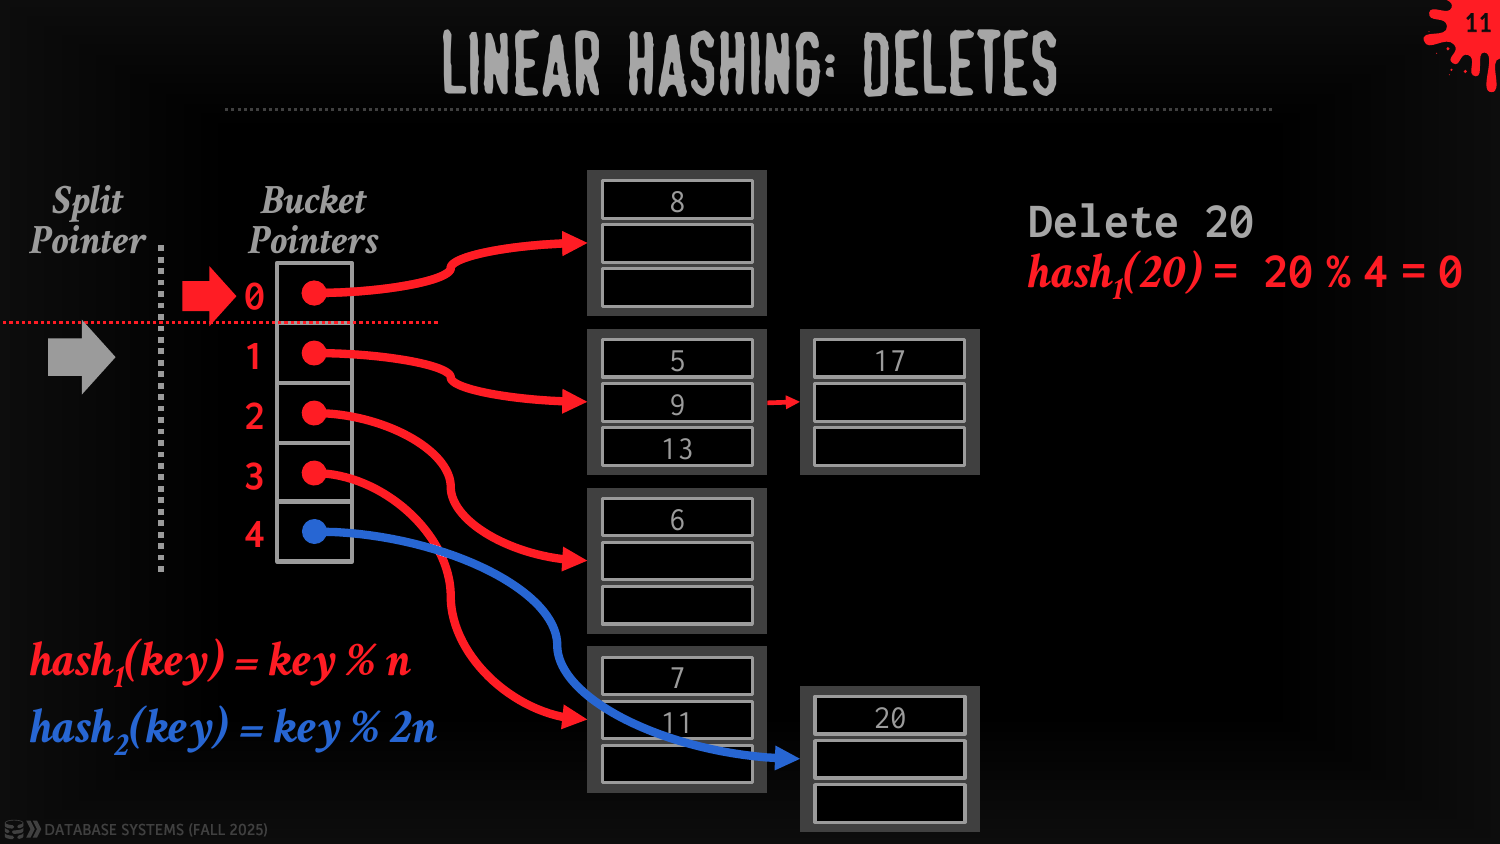 11
LINEAR HASHING: DELETES
Split
Pointer
Bucket
Pointers
0
1
2
3
4
8
5
9
13
17
6
7
11
20
Delete 20
hash1(20) = 20 % 4 = 0
hash1(key) = key % n
hash2(key) = key % 2n
DATABASE SYSTEMS (FALL 2025)